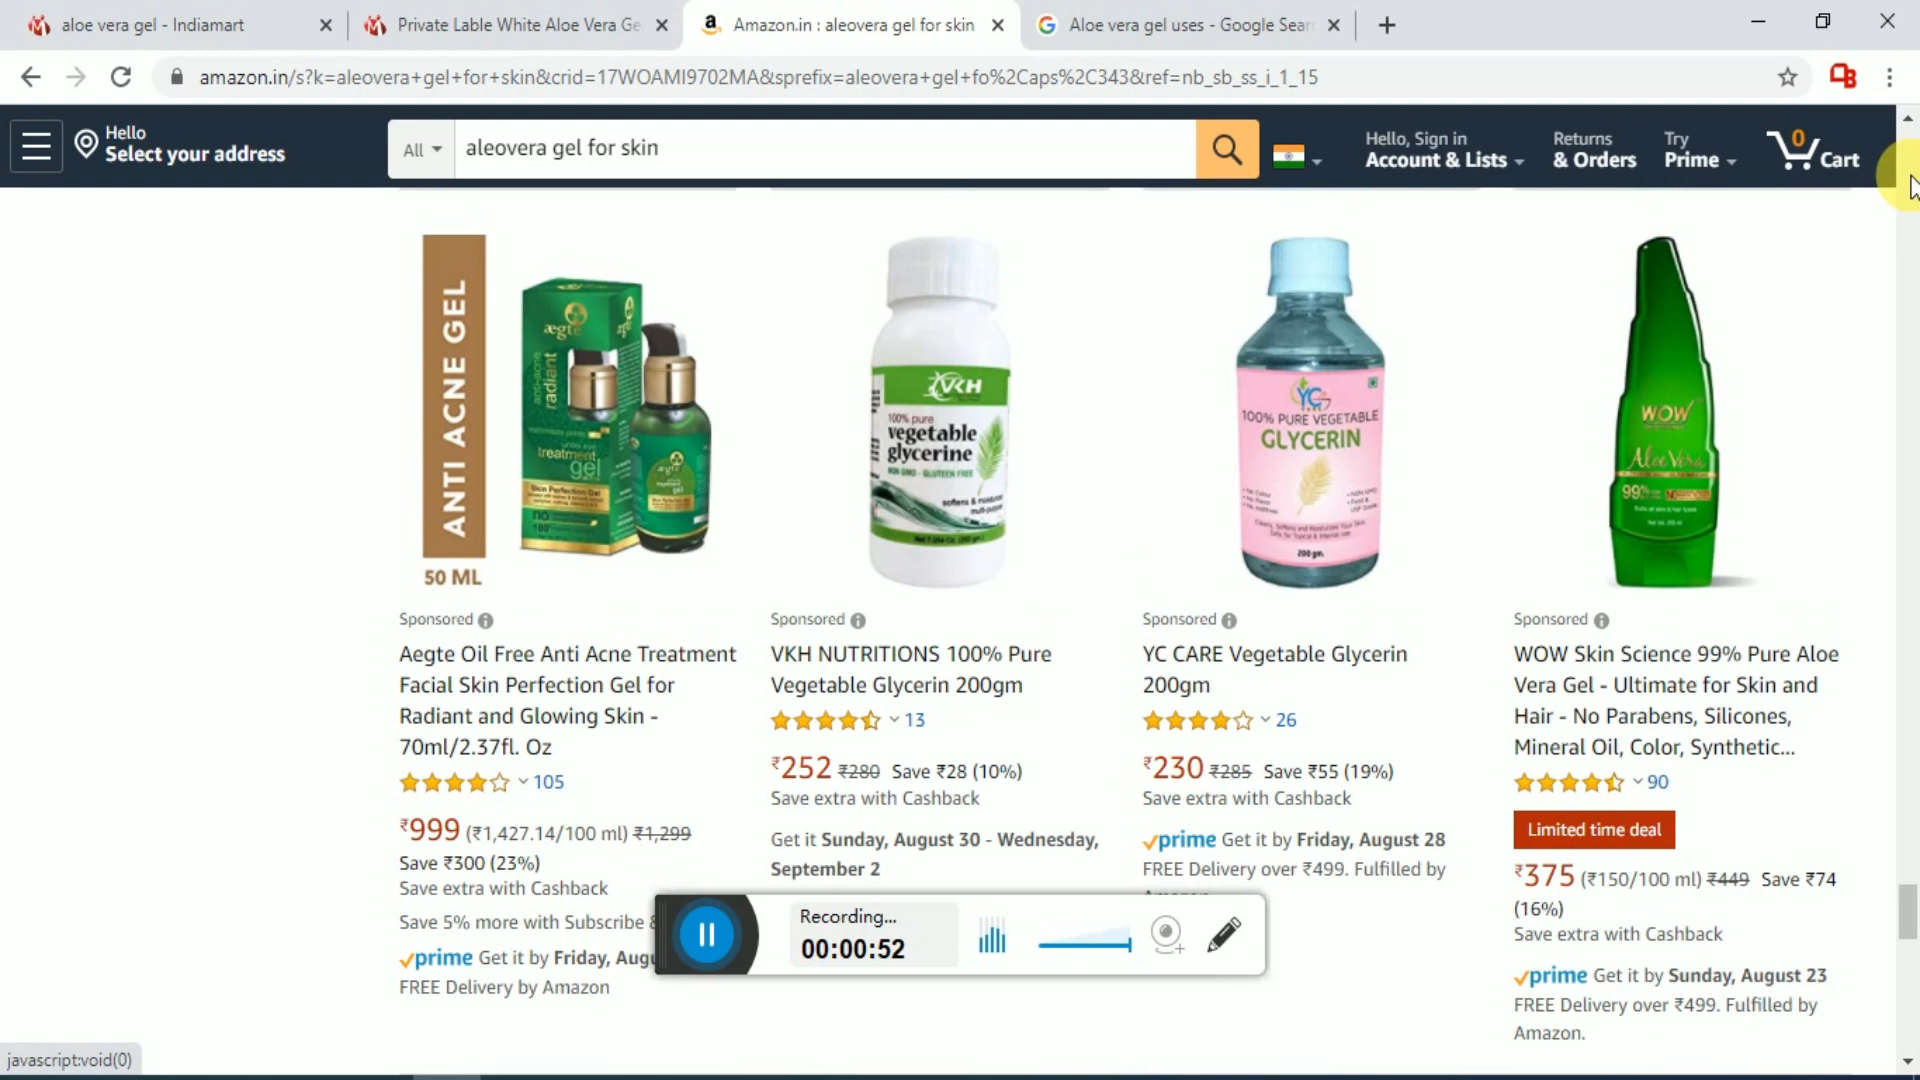 aloe vera gel - Indiamart
Private Lable White Aloe Vera Ge
Amazon.in : aleovera gel for skin
Aloe vera gel uses - Google Sear
amazon.in/s?k=aleovera+gel+for+skin&crid=17WOAMI9702MA&sprefix=aleovera+gel+fo%2Caps%2C343&ref=nb_sb_ss_i_1_15
Hello
Select your address
All
aleovera gel for skin
Hello, Sign in
Account & Lists
Returns
& Orders
Try
Prime
0
Cart
ANTI ACNE GEL
50 ML
ægte
anti-acne
radiant
treatment
gel
Skin Perfection Gel
VKH
100% pure
vegetable
glycerine
NON GMO - GLUTEEN FREE
softens & moisturizes
YC
100% PURE VEGETABLE
GLYCERIN
200 gm.
WOW
Aloe Vera
99%
Sponsored
Aegte Oil Free Anti Acne Treatment
Facial Skin Perfection Gel for
Radiant and Glowing Skin -
70ml/2.37fl. Oz
105
₹999 (₹1,427.14/100 ml) ₹1,299
Save ₹300 (23%)
Save extra with Cashback
Save 5% more with Subscribe &
prime Get it by Friday, Augu
FREE Delivery by Amazon
Sponsored
VKH NUTRITIONS 100% Pure
Vegetable Glycerin 200gm
13
₹252 ₹280 Save ₹28 (10%)
Save extra with Cashback
Get it Sunday, August 30 - Wednesday,
September 2
Sponsored
YC CARE Vegetable Glycerin
200gm
26
₹230 ₹285 Save ₹55 (19%)
Save extra with Cashback
prime Get it by Friday, August 28
FREE Delivery over ₹499. Fulfilled by
Sponsored
WOW Skin Science 99% Pure Aloe
Vera Gel - Ultimate for Skin and
Hair - No Parabens, Silicones,
Mineral Oil, Color, Synthetic...
90
Limited time deal
₹375 (₹150/100 ml) ₹449 Save ₹74
(16%)
Save extra with Cashback
prime Get it by Sunday, August 23
FREE Delivery over ₹499. Fulfilled by
Amazon.
Recording...
00:00:52
javascript:void(0)